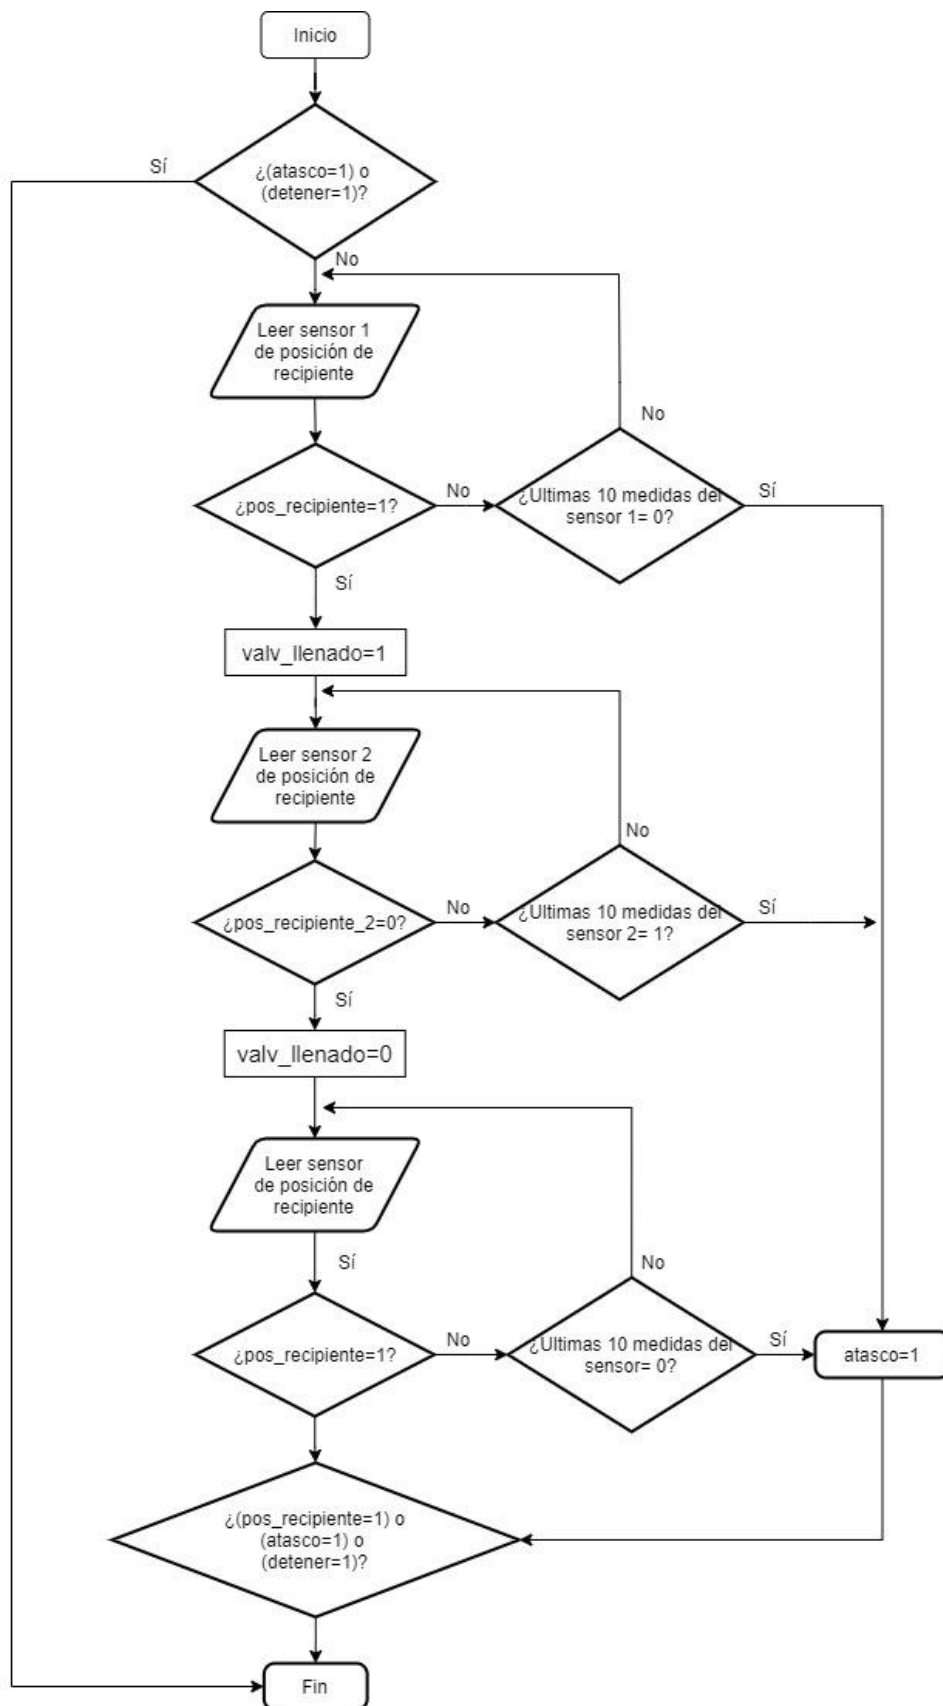 Inicio
Sí
¿(atasco=1) o
(detener=1)?
No
Leer sensor 1
de posición de
recipiente
No
¿pos_recipiente=1?
No
¿Ultimas 10 medidas del
sensor 1= 0?
Sí
Sí
valv_llenado=1
Leer sensor 2
de posición de
recipiente
No
¿pos_recipiente_2=0?
No
¿Ultimas 10 medidas del
sensor 2= 1?
Sí
Sí
valv_llenado=0
Leer sensor
de posición de
recipiente
Sí
No
¿pos_recipiente=1?
No
¿Ultimas 10 medidas del
sensor= 0?
Sí
atasco=1
¿(pos_recipiente=1) o
(atasco=1) o
(detener=1)?
Fin